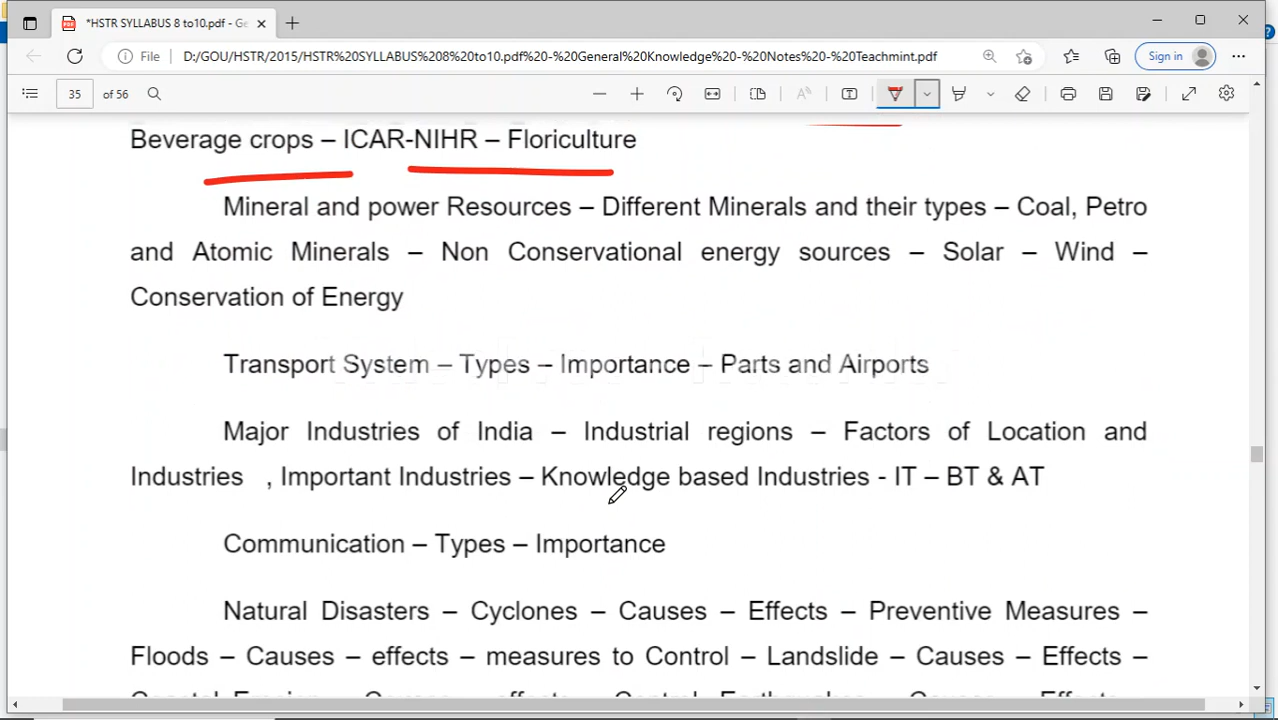 *HSTR SYLLABUS 8 to10.pdf - Ge
File D:/GOU/HSTR/2015/HSTR%20SYLLABUS%208%20to10.pdf%20-%20General%20Knowledge%20-%20Notes%20-%20Teachmint.pdf Sign in
35 of 56
Beverage crops – ICAR-NIHR – Floriculture
Mineral and power Resources – Different Minerals and their types – Coal, Petro
and Atomic Minerals – Non Conservational energy sources – Solar – Wind –
Conservation of Energy
Transport System – Types – Importance – Parts and Airports
Major Industries of India – Industrial regions – Factors of Location and
Industries , Important Industries – Knowledge based Industries - IT – BT & AT
Communication – Types – Importance
Natural Disasters – Cyclones – Causes – Effects – Preventive Measures –
Floods – Causes – effects – measures to Control – Landslide – Causes – Effects –